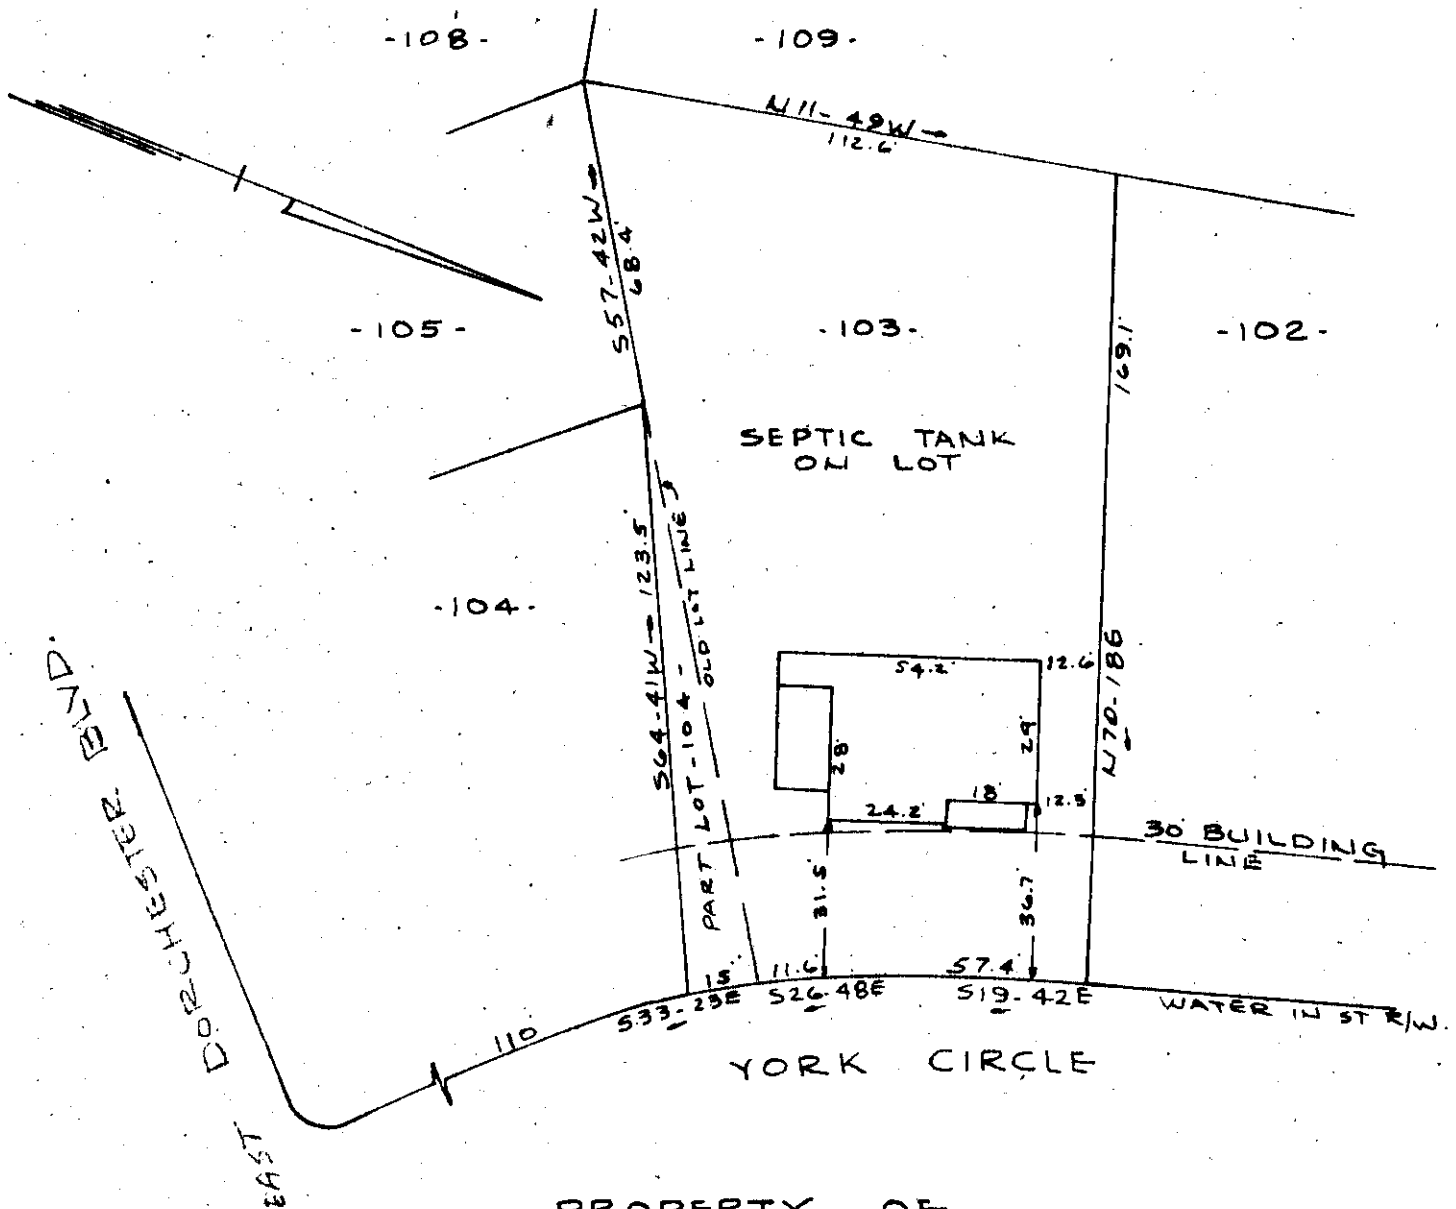 -108-
-109-
N 11-49W →
112.6'
S57-42W →
68.4'
-105-
-103-
-102-
169.1'
SEPTIC TANK
ON LOT
S64-41W → 123.5'
OLD LOT LINE
PART LOT-104-
-104-
54.2'
12.6'
28'
29'
N70-18E
18'
12.5'
24.2'
30' BUILDING
LINE
31.5'
36.7'
15'
11.6'
57.4'
S33-23E
S26-48E
S19-42E
WATER IN ST R/W.
110
YORK CIRCLE
EAST DORCHESTER BLVD.
PROPERTY OF